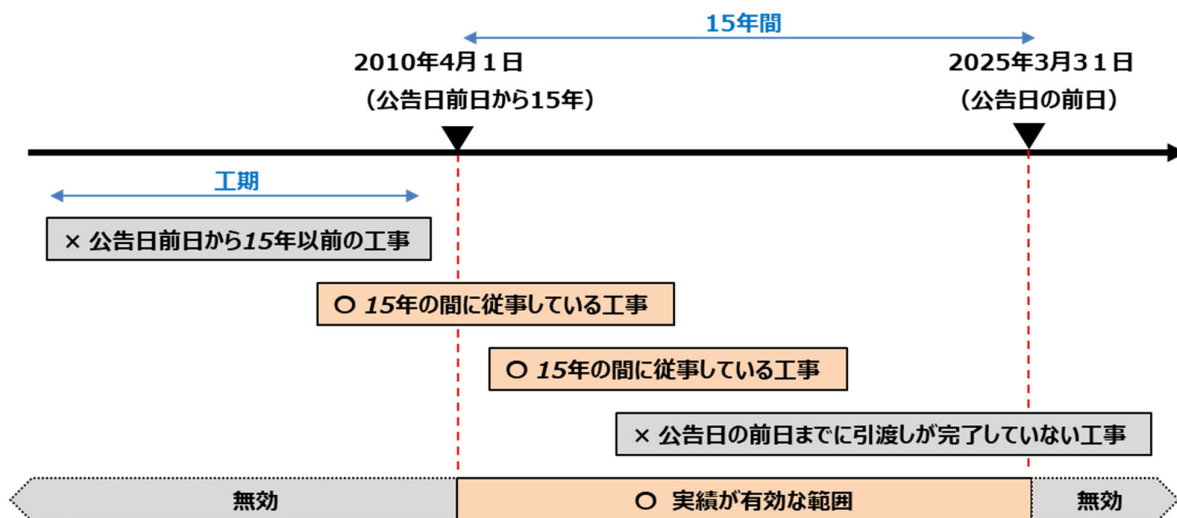 15年間
2010年4月１日
（公告日前日から15年）
2025年3月3１日
（公告日の前日）
工期
× 公告日前日から15年以前の工事
〇 15年の間に従事している工事
〇 15年の間に従事している工事
× 公告日の前日までに引渡しが完了していない工事
無効
〇 実績が有効な範囲
無効